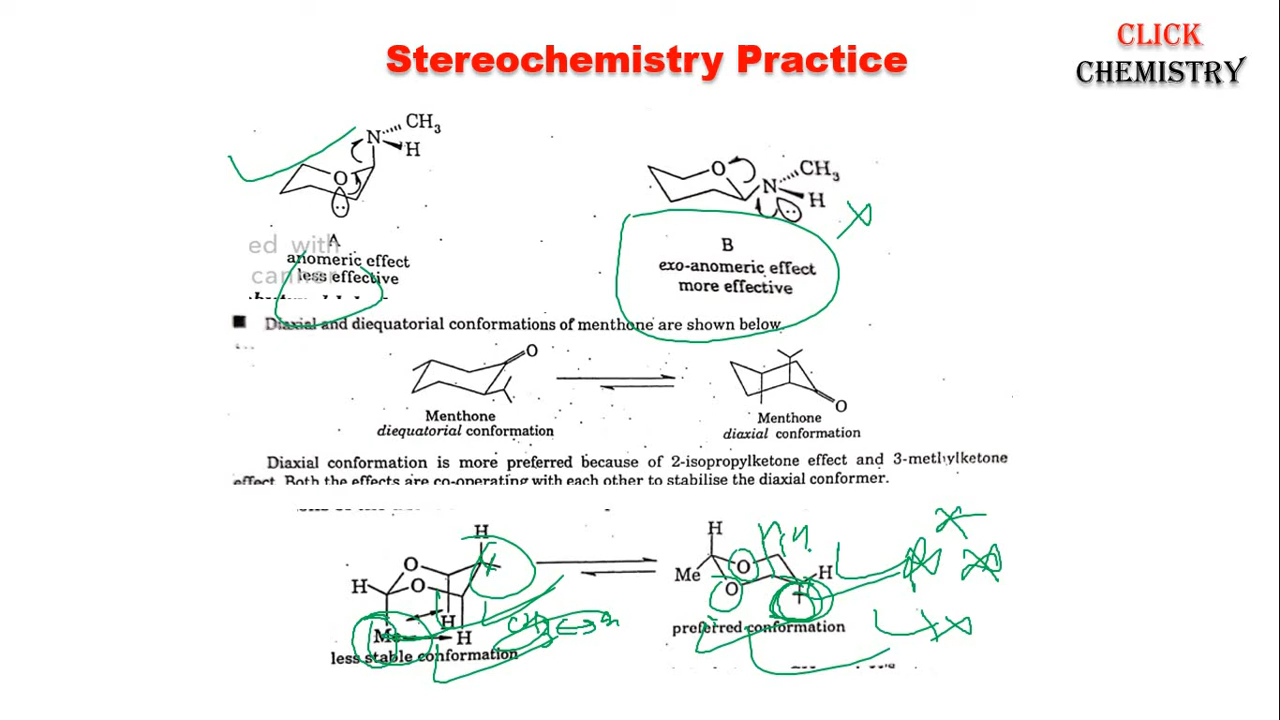 Stereochemistry Practice
CLICK
CHEMISTRY
N CH3
H
O
A
anomeric effect
less effective
ed with
O
N CH3
H
B
exo-anomeric effect
more effective
Diaxial and diequatorial conformations of menthone are shown below.
O
Menthone
diequatorial conformation
O
Menthone
diaxial conformation
Diaxial conformation is more preferred because of 2-isopropylketone effect and 3-methylketone
effect. Both the effects are co-operating with each other to stabilise the diaxial conformer.
H
O
H O
H
Me H
less stable conformation
H
O
Me H
O
preferred conformation